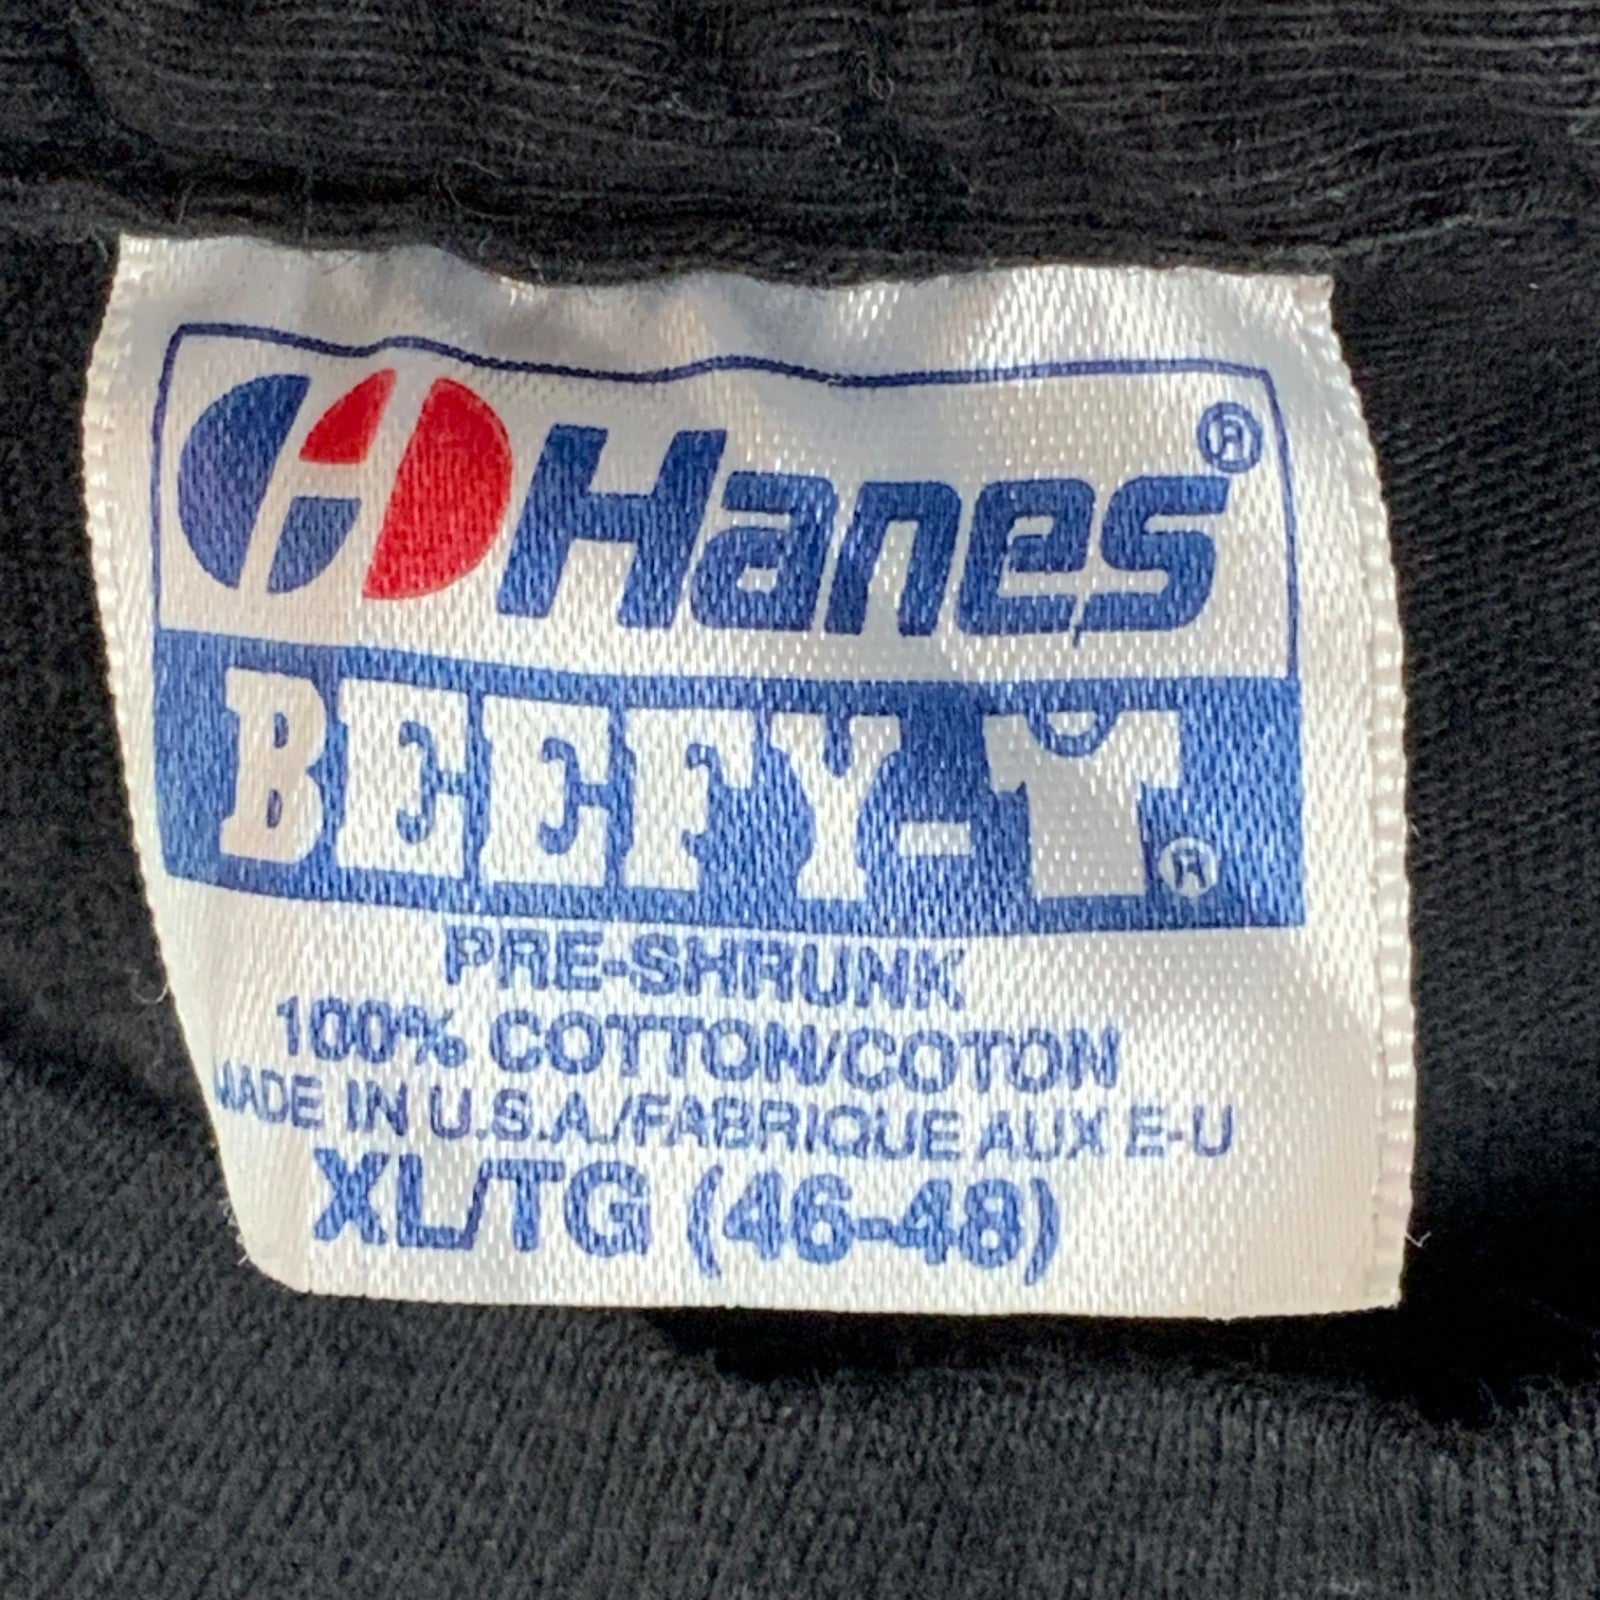 Hanes®
BEEFY-T®
PRE-SHRUNK
100% COTTON/COTON
MADE IN U.S.A./FABRIQUE AUX E-U
XL/TG (46-48)